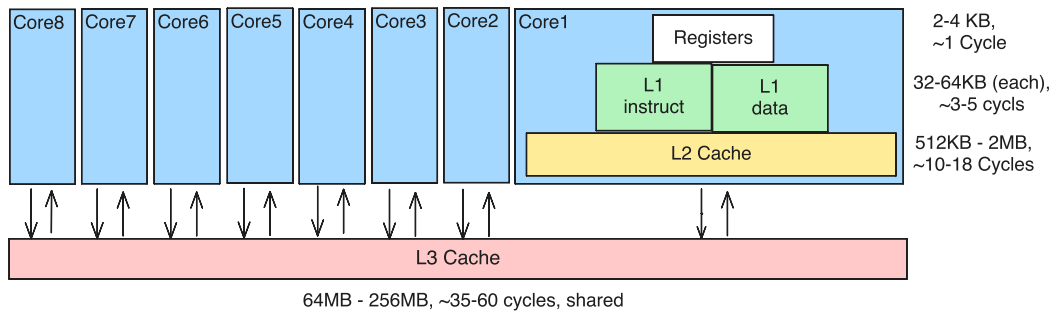 Core8
Core7
Core6
Core5
Core4
Core3
Core2
Core1
Registers
2-4 KB,
~1 Cycle
L1
instruct
L1
data
32-64KB (each),
~3-5 cycls
L2 Cache
512KB - 2MB,
~10-18 Cycles
L3 Cache
64MB - 256MB, ~35-60 cycles, shared